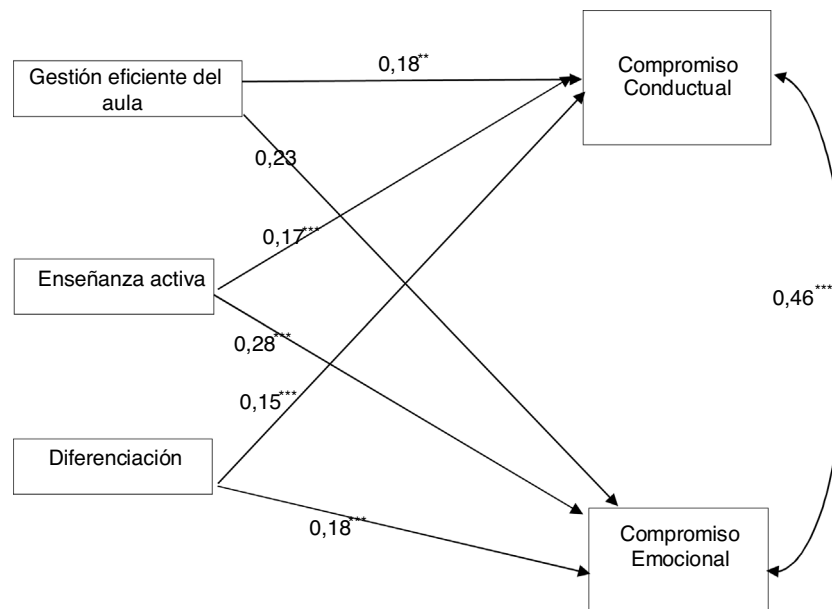 Gestión eficiente del
aula
0,18**
Compromiso
Conductual
0,23
0,17***
Enseñanza activa
0,28***
0,46***
0,15***
Diferenciación
0,18***
Compromiso
Emocional